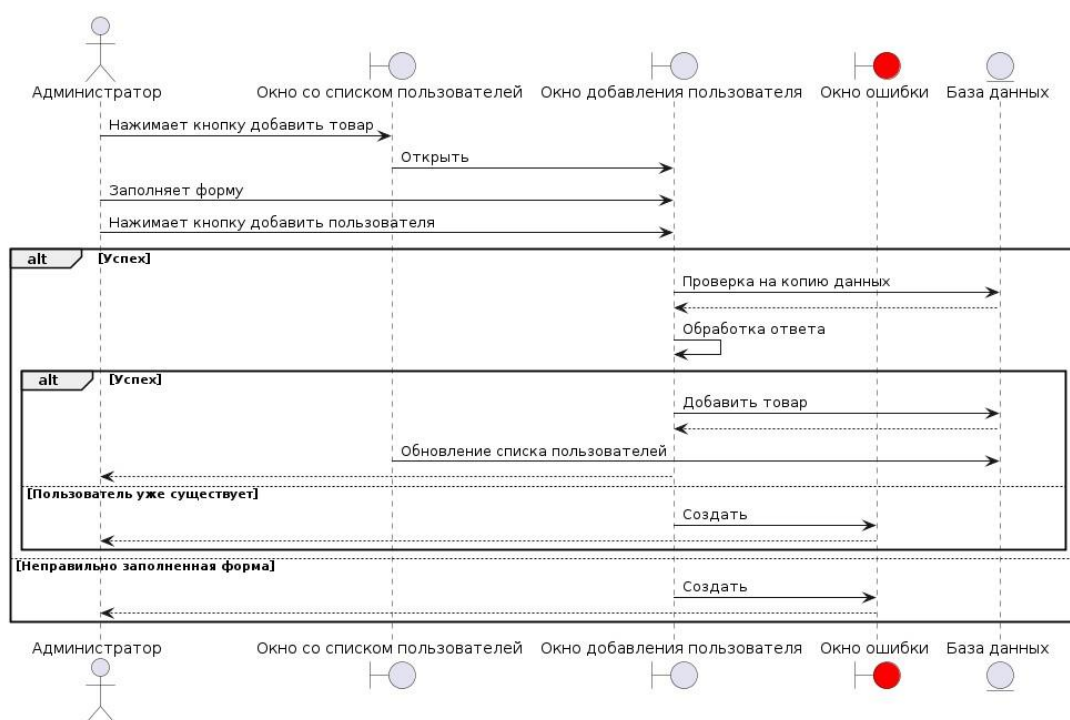 Администратор
Окно со списком пользователей
Окно добавления пользователя
Окно ошибки
База данных
Нажимает кнопку добавить товар
Открыть
Заполняет форму
Нажимает кнопку добавить пользователя
alt [Успех]
Проверка на копию данных
Обработка ответа
alt [Успех]
Добавить товар
Обновление списка пользователей
[Пользователь уже существует]
Создать
[Неправильно заполненная форма]
Создать
Администратор
Окно со списком пользователей
Окно добавления пользователя
Окно ошибки
База данных